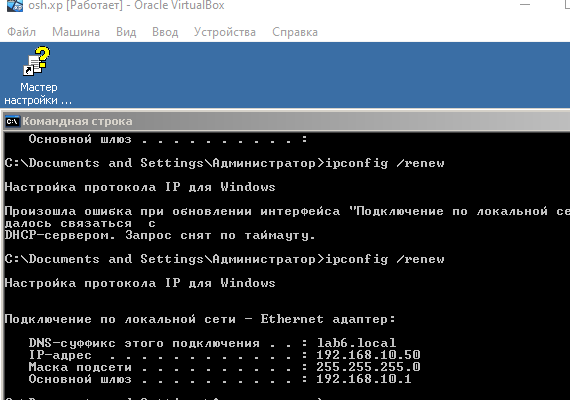 osh.xp [Работает] - Oracle VirtualBox
Файл Машина Вид Ввод Устройства Справка
Мастер
настройки ...
Командная строка
Основной шлюз . . . . . . . . . . :
C:\Documents and Settings\Администратор>ipconfig /renew
Настройка протокола IP для Windows
Произошла ошибка при обновлении интерфейса "Подключение по локальной се
далось связаться с
DHCP-сервером. Запрос снят по таймауту.
C:\Documents and Settings\Администратор>ipconfig /renew
Настройка протокола IP для Windows
Подключение по локальной сети - Ethernet адаптер:
DNS-суффикс этого подключения . . : lab6.local
IP-адрес . . . . . . . . . . . . : 192.168.10.50
Маска подсети . . . . . . . . . . : 255.255.255.0
Основной шлюз . . . . . . . . . . : 192.168.10.1